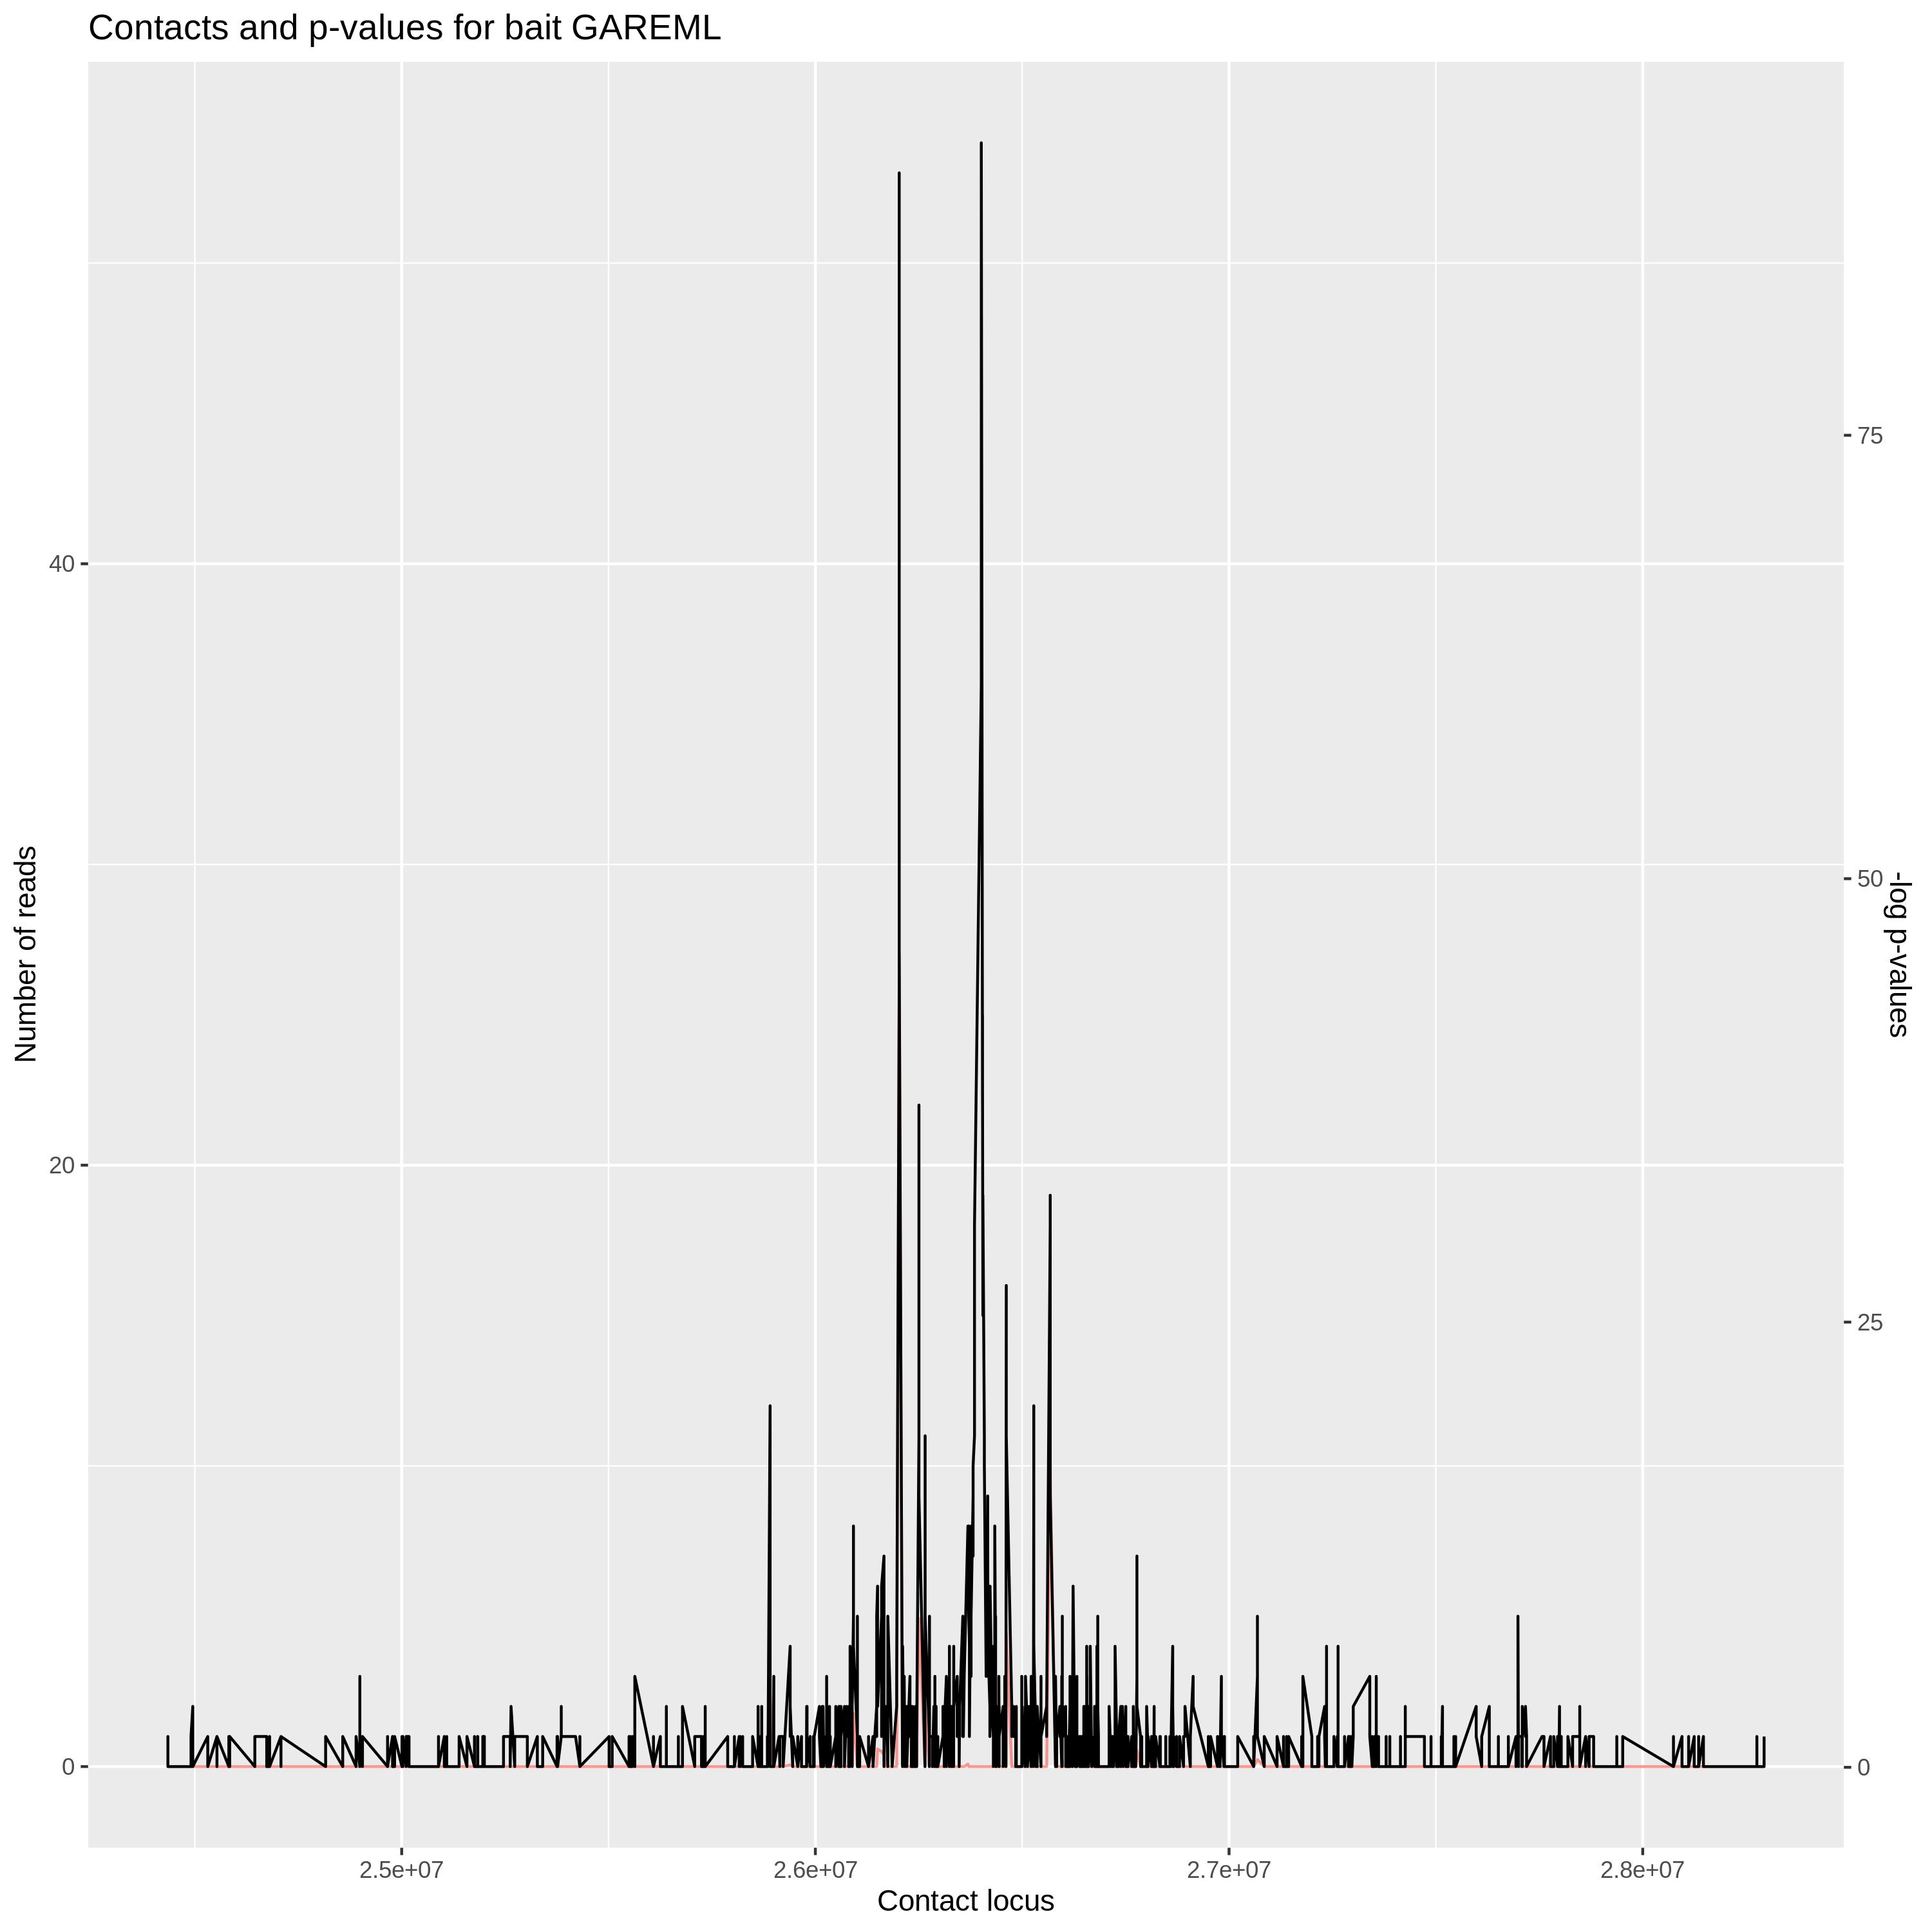 Contacts and p-values for bait GAREML
Number of reads
40
20
0
75
50
25
0
-log p-values
2.5e+07
2.6e+07
2.7e+07
2.8e+07
Contact locus